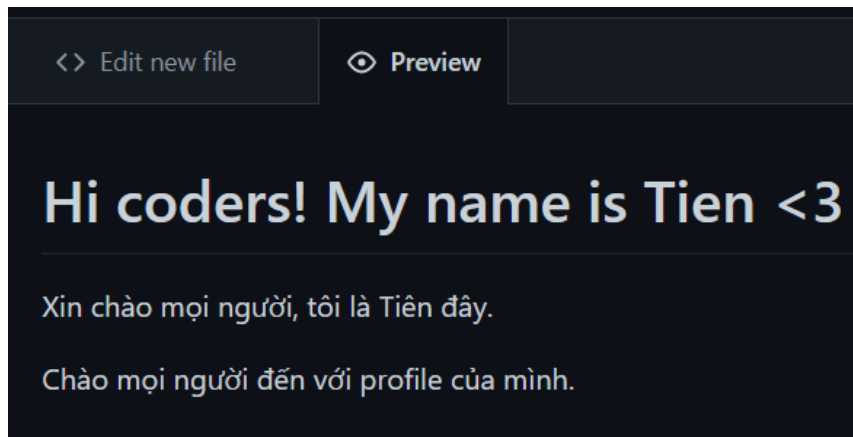 <> Edit new file
Preview
Hi coders! My name is Tien <3
Xin chào mọi người, tôi là Tiên đây.
Chào mọi người đến với profile của mình.